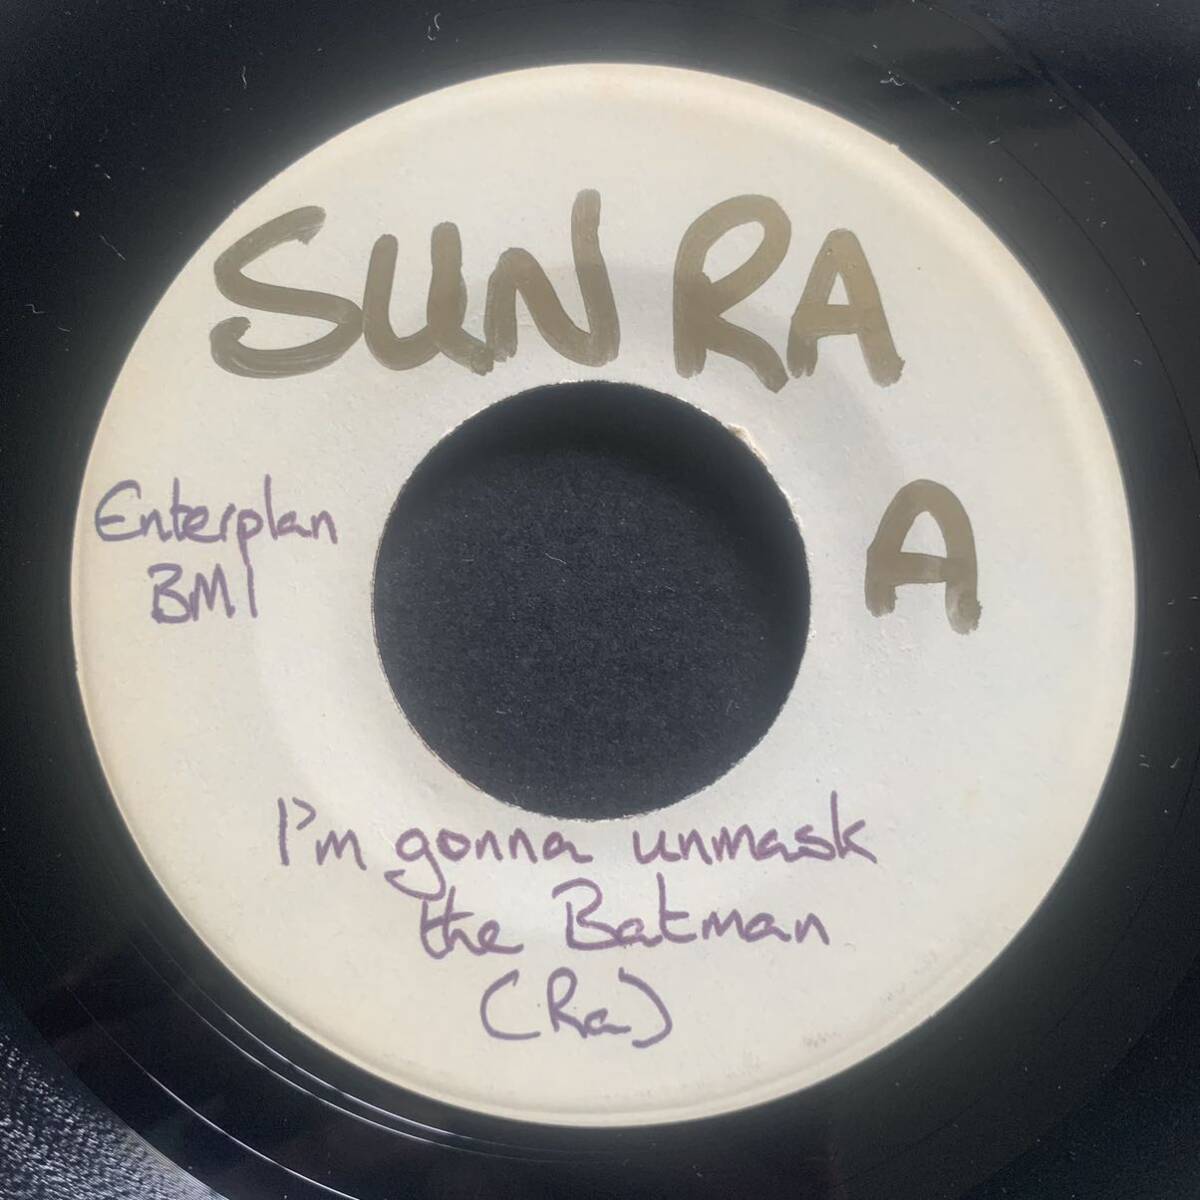 SUN RA
Enterplan
BMI
A
I'm gonna unmask
the Batman
(Ra)